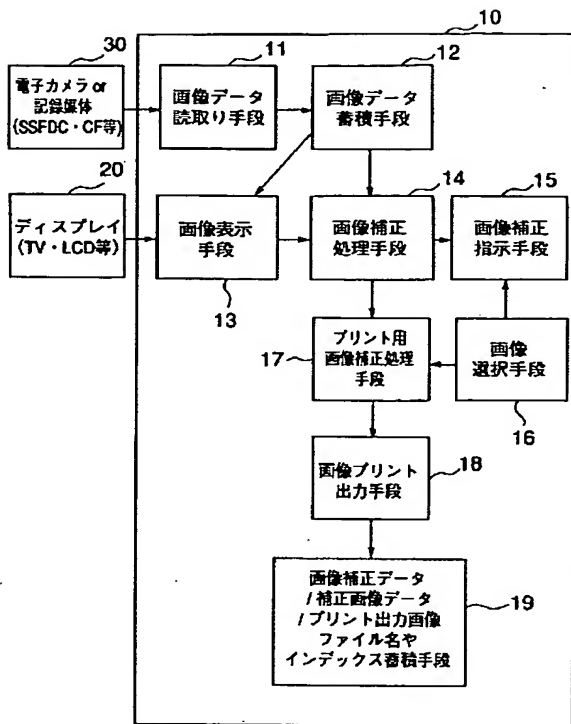 10
30
11
12
電子カメラor
記録媒体
(SSFDC・CF等)
画像データ
読取り手段
画像データ
蓄積手段
20
14
15
ディスプレイ
(TV・LCD等)
画像表示
手段
画像補正
処理手段
画像補正
指示手段
13
17
プリント用
画像補正処理
手段
画像
選択手段
16
18
画像プリント
出力手段
画像補正データ
/補正画像データ
/プリント出力画像
ファイル名や
インデックス蓄積手段
19